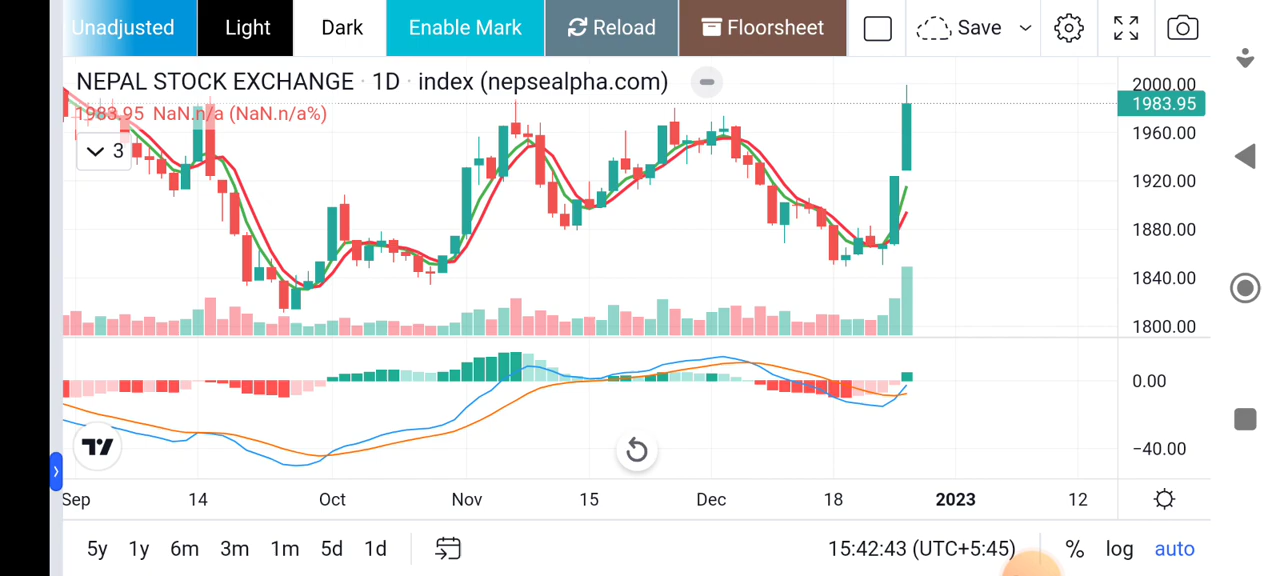 Unadjusted Light Dark Enable Mark Reload Floorsheet Save
NEPAL STOCK EXCHANGE · 1D · index (nepsealpha.com)
1983.95 NaN.n/a (NaN.n/a%)
3
2000.00
1983.95
1960.00
1920.00
1880.00
1840.00
1800.00
0.00
−40.00
Sep 14 Oct Nov 15 Dec 18 2023 12
5y 1y 6m 3m 1m 5d 1d 15:42:43 (UTC+5:45) % log auto